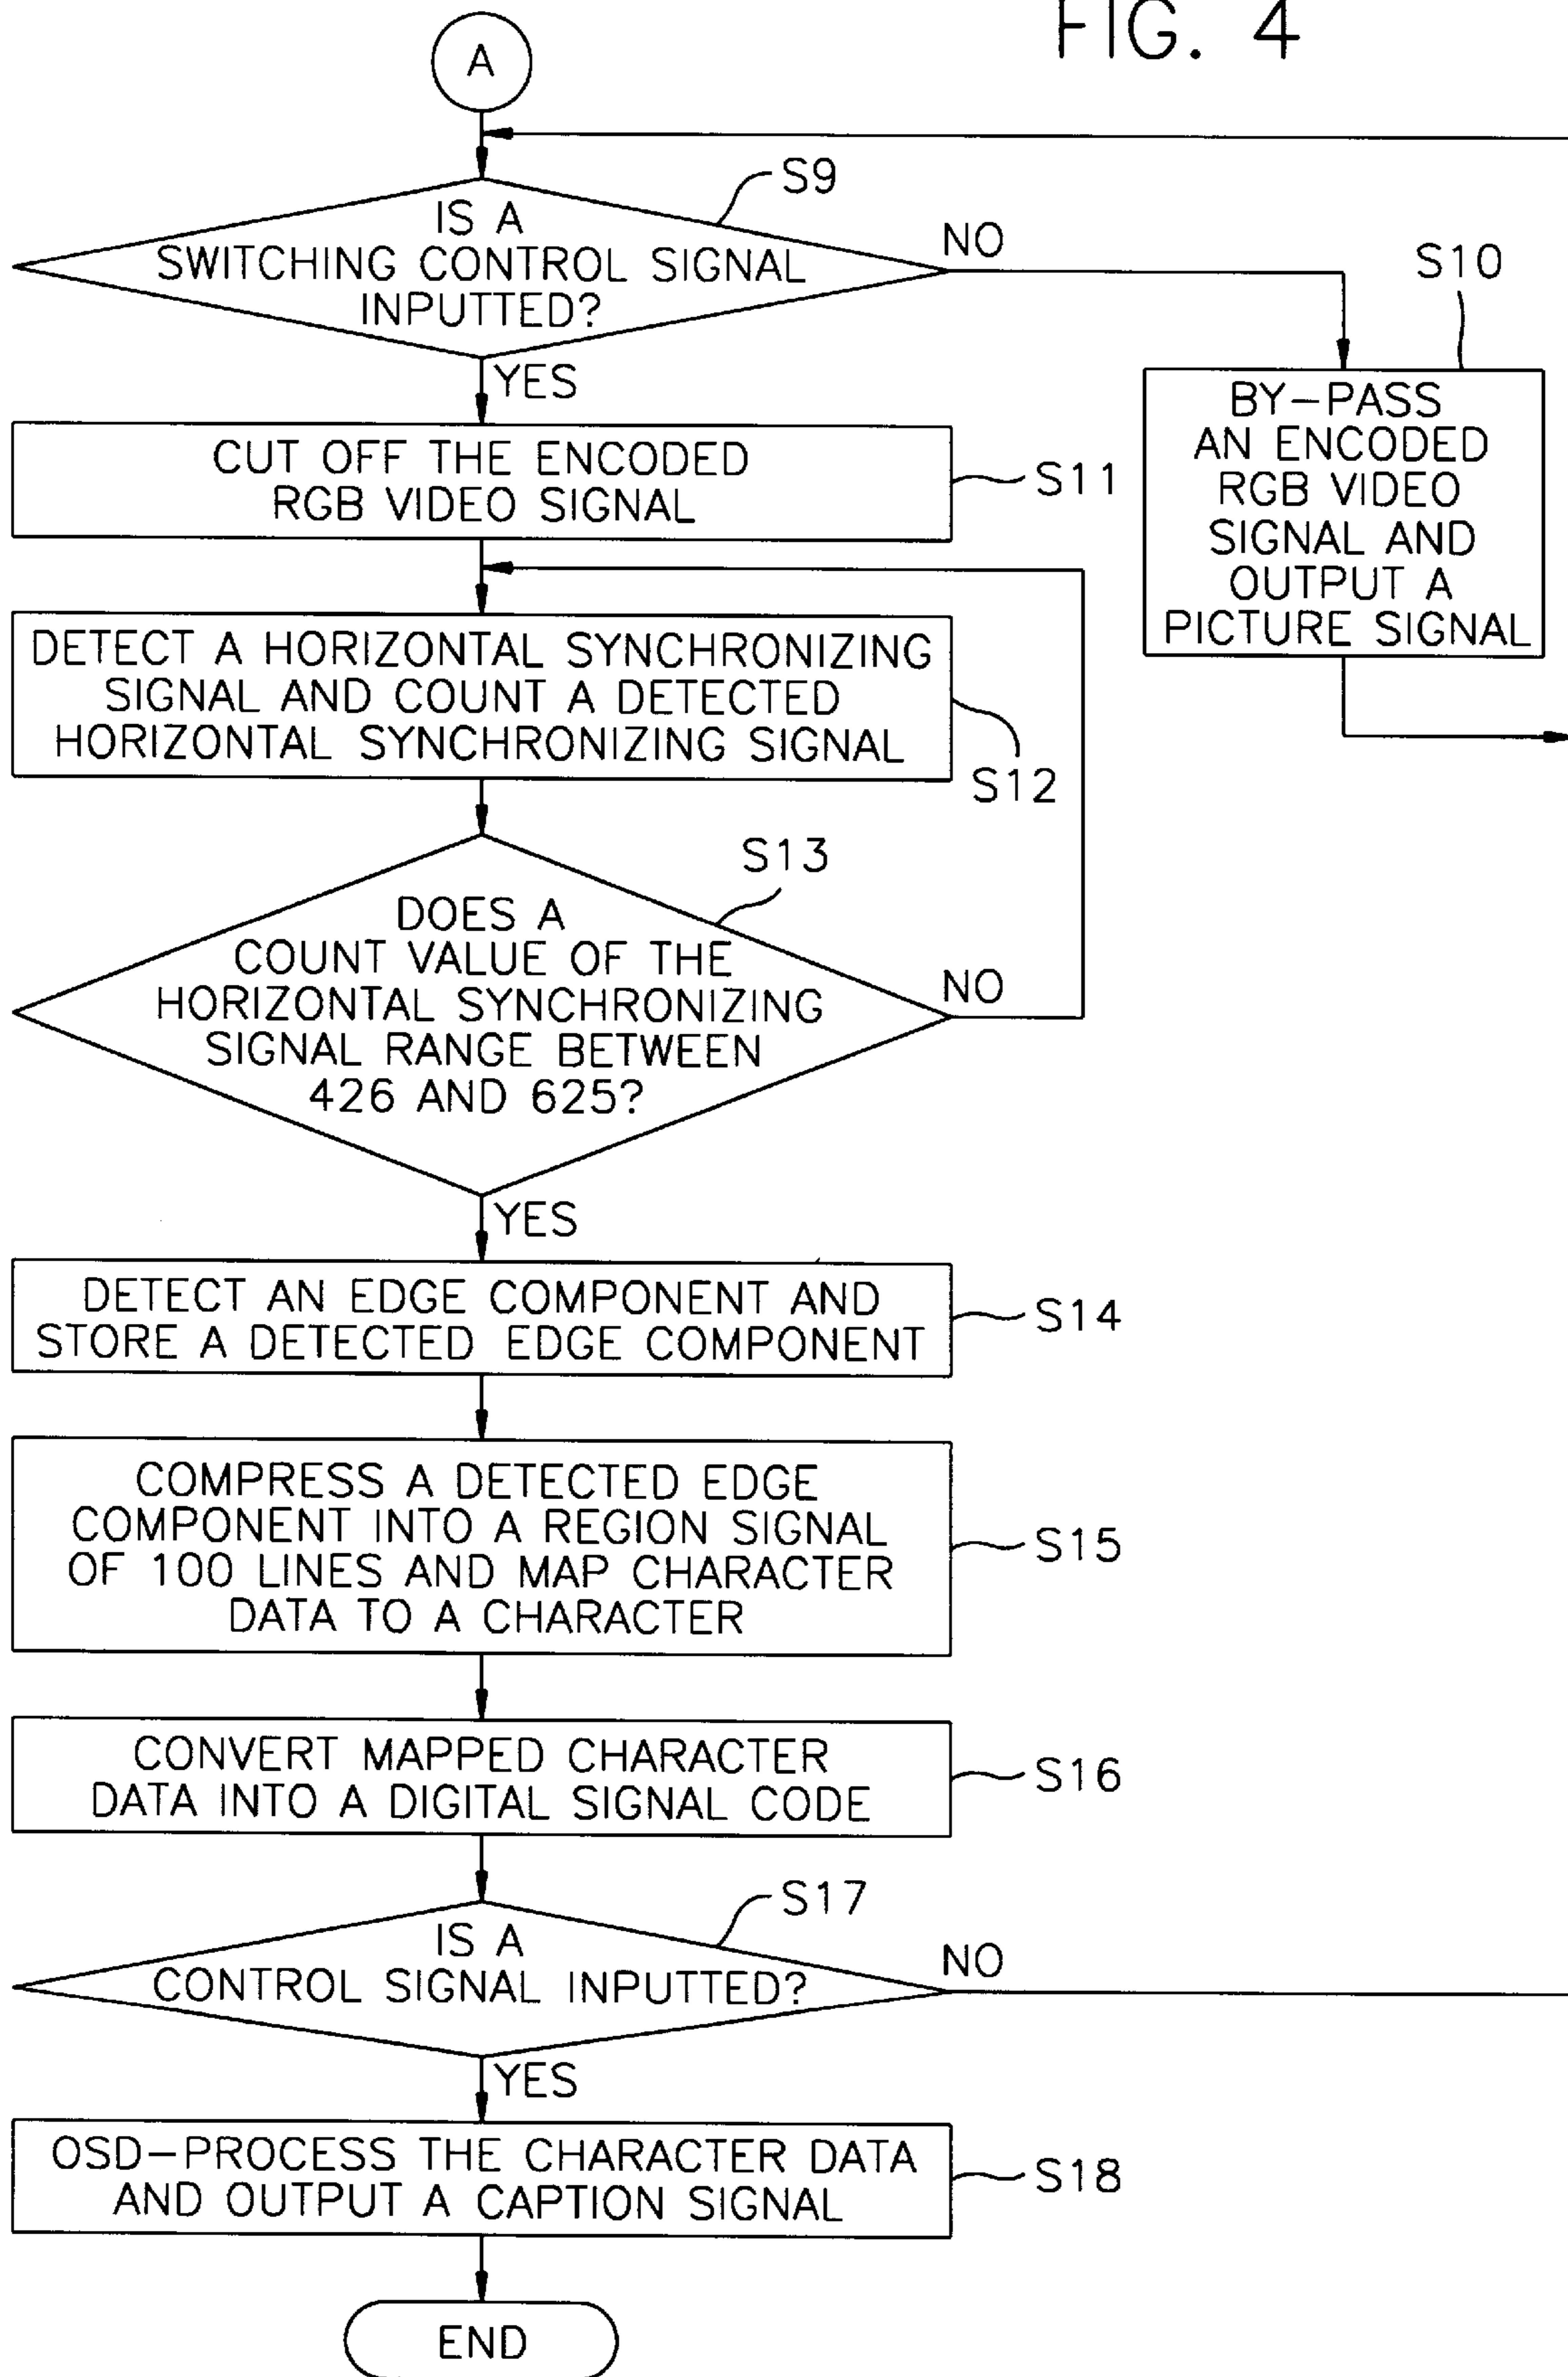 FIG. 4
A
S9
IS A
SWITCHING CONTROL SIGNAL
INPUTTED?
NO
YES
S10
BY-PASS
AN ENCODED
RGB VIDEO
SIGNAL AND
OUTPUT A
PICTURE SIGNAL
CUT OFF THE ENCODED
RGB VIDEO SIGNAL
S11
DETECT A HORIZONTAL SYNCHRONIZING
SIGNAL AND COUNT A DETECTED
HORIZONTAL SYNCHRONIZING SIGNAL
S12
S13
DOES A
COUNT VALUE OF THE
HORIZONTAL SYNCHRONIZING
SIGNAL RANGE BETWEEN
426 AND 625?
NO
YES
DETECT AN EDGE COMPONENT AND
STORE A DETECTED EDGE COMPONENT
S14
COMPRESS A DETECTED EDGE
COMPONENT INTO A REGION SIGNAL
OF 100 LINES AND MAP CHARACTER
DATA TO A CHARACTER
S15
CONVERT MAPPED CHARACTER
DATA INTO A DIGITAL SIGNAL CODE
S16
S17
IS A
CONTROL SIGNAL INPUTTED?
NO
YES
OSD-PROCESS THE CHARACTER DATA
AND OUTPUT A CAPTION SIGNAL
S18
END